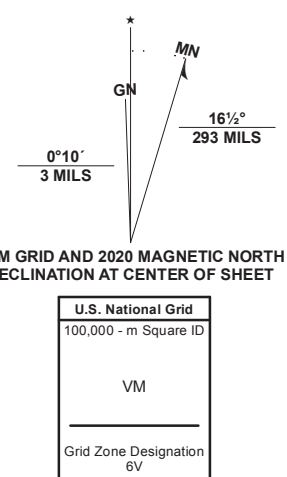 ★
MN
GN
16½°
293 MILS
0°10´
3 MILS
M GRID AND 2020 MAGNETIC NORTH
ECLINATION AT CENTER OF SHEET
U.S. National Grid
100,000 - m Square ID
VM
Grid Zone Designation
6V